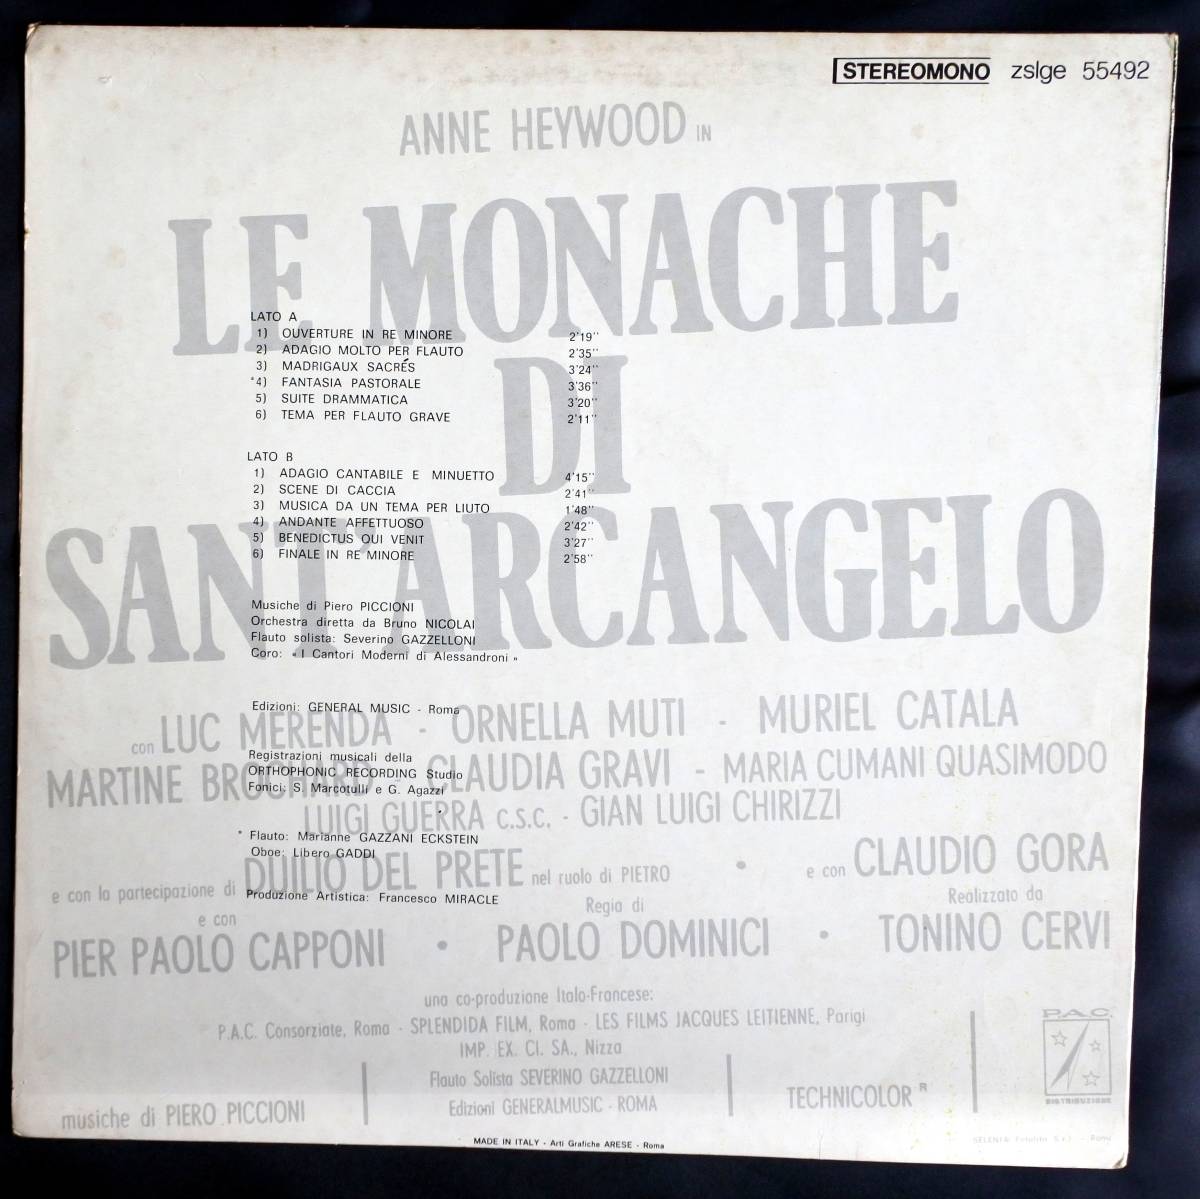 STEREOMONO zslge 55492
ANNE HEYWOOD IN
LE MONACHE
DI
SANT'ARCANGELO
LATO A
1) OUVERTURE IN RE MINORE 2'19''
2) ADAGIO MOLTO PER FLAUTO 2'35''
3) MADRIGAUX SACRÉS 3'24''
*4) FANTASIA PASTORALE 3'36''
5) SUITE DRAMMATICA 3'20''
6) TEMA PER FLAUTO GRAVE 2'11''
LATO B
1) ADAGIO CANTABILE E MINUETTO 4'15''
2) SCENE DI CACCIA 2'41''
3) MUSICA DA UN TEMA PER LIUTO 1'48''
4) ANDANTE AFFETTUOSO 2'42''
5) BENEDICTUS QUI VENIT 3'27''
6) FINALE IN RE MINORE 2'58''
Musiche di Piero PICCIONI
Orchestra diretta da Bruno NICOLAI
Flauto solista: Severino GAZZELLONI
Coro: « I Cantori Moderni di Alessandroni »
Edizioni: GENERAL MUSIC - Roma
Registrazioni musicali della
ORTHOPHONIC RECORDING Studio
Fonici: S. Marcotulli e G. Agazzi
* Flauto: Marianne GAZZANI ECKSTEIN
Oboe: Libero GADDI
Produzione Artistica: Francesco MIRACLE
con LUC MERENDA - ORNELLA MUTI - MURIEL CATALA
MARTINE BROCHARD - CLAUDIA GRAVI - MARIA CUMANI QUASIMODO
LUIGI GUERRA C.S.C. - GIAN LUIGI CHIRIZZI
e con la partecipazione di DUILIO DEL PRETE nel ruolo di PIETRO • e con CLAUDIO GORA
e con PIER PAOLO CAPPONI • Regia di PAOLO DOMINICI • Realizzato da TONINO CERVI
una co-produzione Italo-Francese:
P.A.C. Consorziate, Roma - SPLENDIDA FILM, Roma - LES FILMS JACQUES LEITIENNE, Parigi
IMP. EX. CI. SA., Nizza
musiche di PIERO PICCIONI
Flauto Solista SEVERINO GAZZELLONI
Edizioni GENERALMUSIC - ROMA
TECHNICOLOR R
P.A.C.
DISTRIBUZIONE
MADE IN ITALY - Arti Grafiche ARESE - Roma